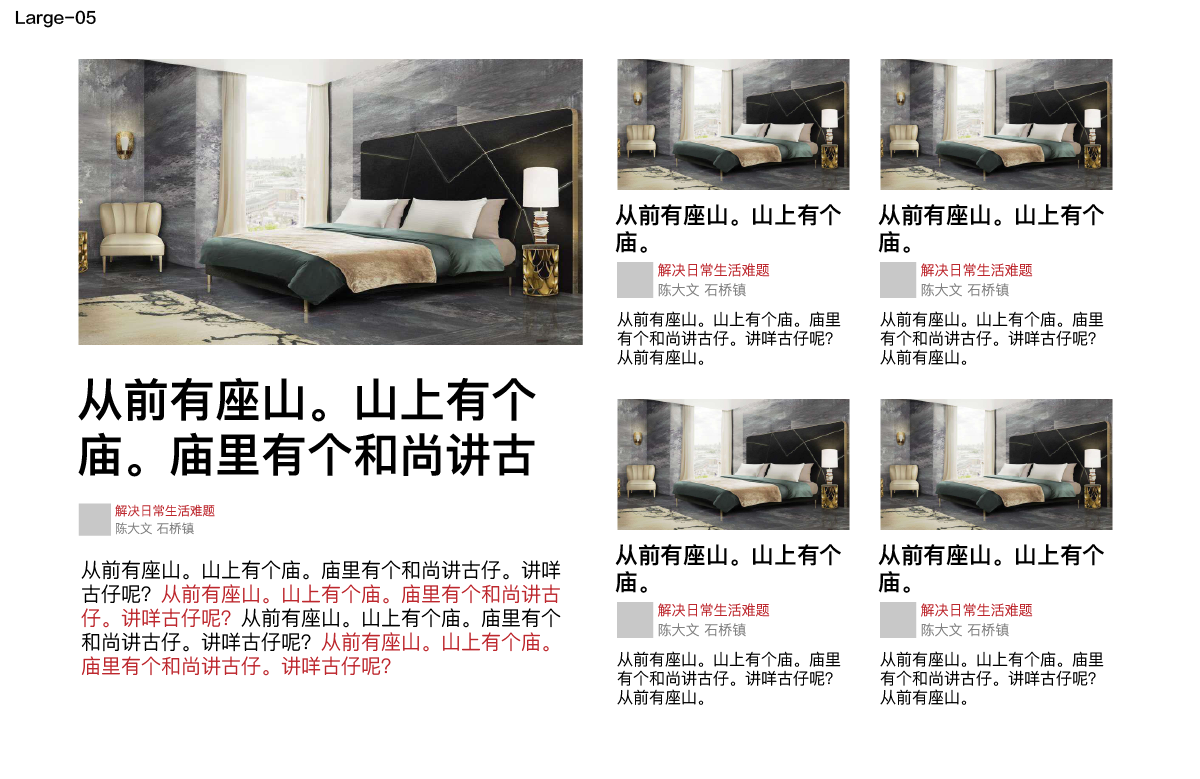 Large-05
从前有座山。山上有个
庙。庙里有个和尚讲古
解决日常生活难题
陈大文 石桥镇
从前有座山。山上有个庙。庙里有个和尚讲古仔。讲咩
古仔呢？从前有座山。山上有个庙。庙里有个和尚讲古
仔。讲咩古仔呢？从前有座山。山上有个庙。庙里有个
和尚讲古仔。讲咩古仔呢？从前有座山。山上有个庙。
庙里有个和尚讲古仔。讲咩古仔呢？
从前有座山。山上有个
庙。
解决日常生活难题
陈大文 石桥镇
从前有座山。山上有个庙。庙里
有个和尚讲古仔。讲咩古仔呢？
从前有座山。
从前有座山。山上有个
庙。
解决日常生活难题
陈大文 石桥镇
从前有座山。山上有个庙。庙里
有个和尚讲古仔。讲咩古仔呢？
从前有座山。
从前有座山。山上有个
庙。
解决日常生活难题
陈大文 石桥镇
从前有座山。山上有个庙。庙里
有个和尚讲古仔。讲咩古仔呢？
从前有座山。
从前有座山。山上有个
庙。
解决日常生活难题
陈大文 石桥镇
从前有座山。山上有个庙。庙里
有个和尚讲古仔。讲咩古仔呢？
从前有座山。